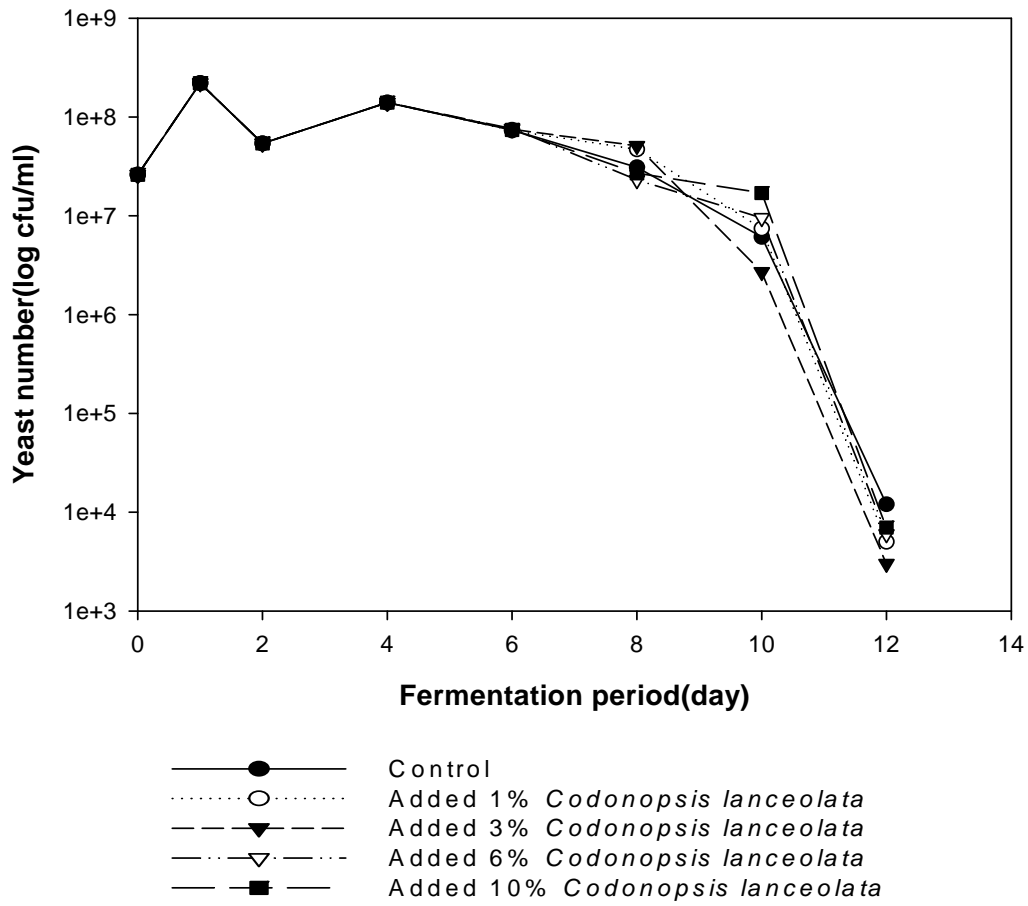 1e+9
1e+8
1e+7
1e+6
1e+5
1e+4
1e+3
Yeast number(log cfu/ml)
0 2 4 6 8 10 12 14
Fermentation period(day)
Control
Added 1% Codonopsis lanceolata
Added 3% Codonopsis lanceolata
Added 6% Codonopsis lanceolata
Added 10% Codonopsis lanceolata